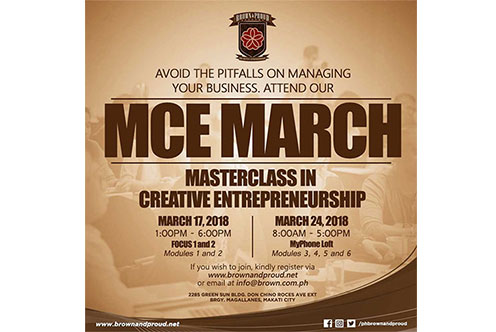 BROWN & PROUD
AVOID THE PITFALLS ON MANAGING
YOUR BUSINESS. ATTEND OUR
MCE MARCH
MASTERCLASS IN
CREATIVE ENTREPRENEURSHIP
MARCH 17, 2018
1:00PM - 6:00PM
FOCUS 1 and 2
Modules 1 and 2
MARCH 24, 2018
8:00AM - 5:00PM
MyPhone Loft
Modules 3, 4, 5 and 6
If you wish to join, kindly register via
www.brownandproud.net
or email at info@brown.com.ph
2285 GREEN SUN BLDG. DON CHINO ROCES AVE EXT
BRGY. MAGALLANES, MAKATI CITY
www.brownandproud.net
/phbrownandproud